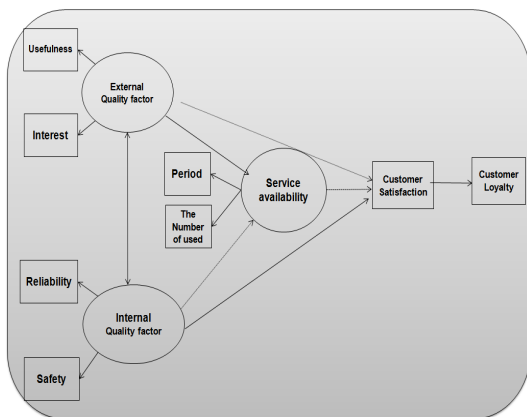 Usefulness
External
Quality factor
Interest
Period
Service
availability
Customer
Satisfaction
Customer
Loyalty
The
Number
of used
Reliability
Internal
Quality factor
Safety